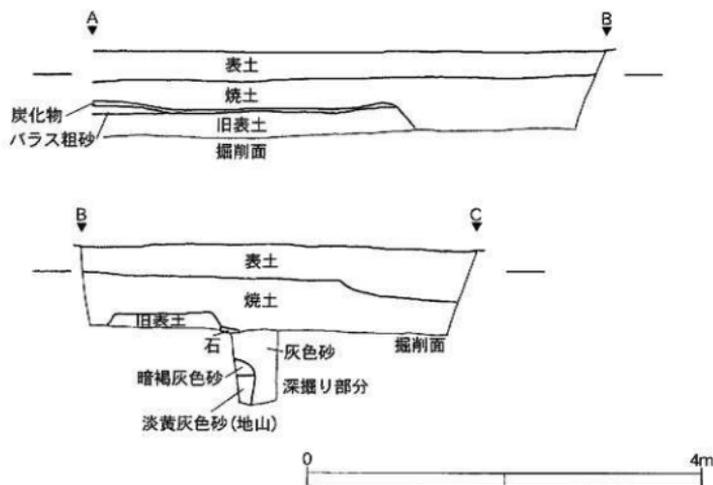 A
B
表土
焼土
炭化物
バラス粗砂
旧表土
掘削面
B
C
表土
焼土
旧表土
石
灰色砂
掘削面
暗褐灰色砂
深掘り部分
淡黄灰色砂(地山)
0
4m